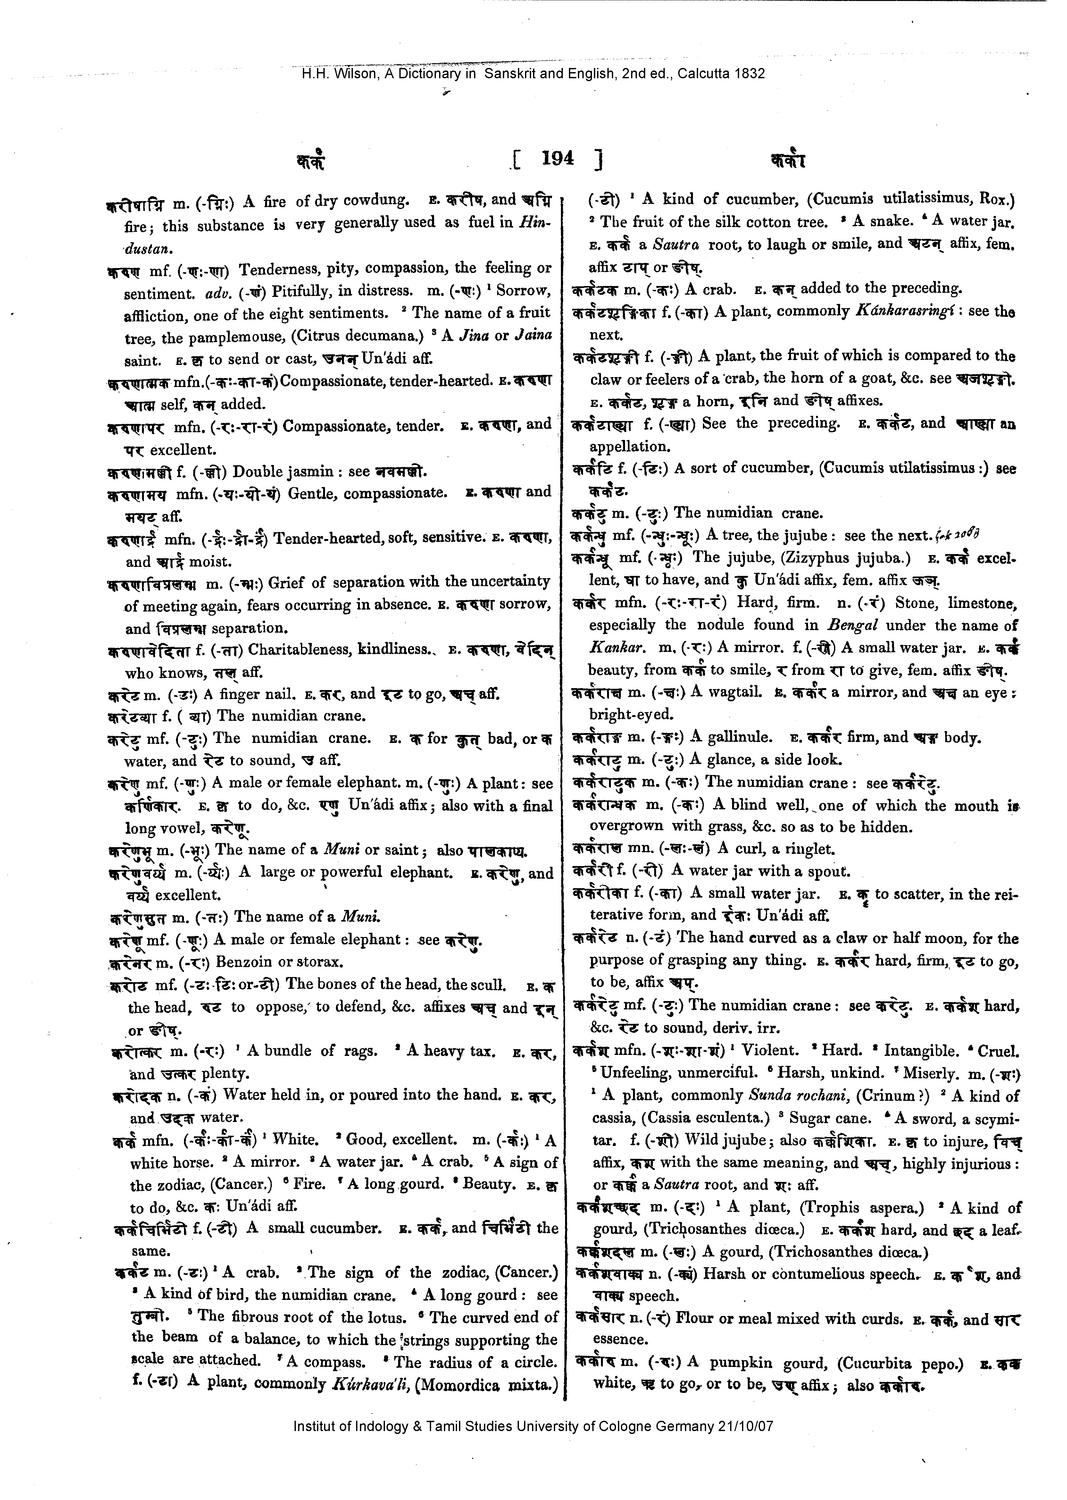 H.H. Wilson, A Dictionary in Sanskrit and English, 2nd ed., Calcutta 1832
कर्क
[ 194 ]
कर्का
करीषाग्नि m. (-ग्निः) A fire of dry cowdung. E. करीष, and अग्नि
fire; this substance is very generally used as fuel in Hin-
dustan.
करुण mf. (-णः-णा) Tenderness, pity, compassion, the feeling or
sentiment. adv. (-णं) Pitifully, in distress. m. (-णः) ¹ Sorrow,
affliction, one of the eight sentiments. ² The name of a fruit
tree, the pamplemouse, (Citrus decumana.) ³ A Jina or Jaina
saint. E. कृ to send or cast, उनन् Un'ádi aff.
करुणात्मक mfn. (-कः-का-कं) Compassionate, tender-hearted. E. करुणा
आत्म self, कन् added.
करुणापर mfn. (-रः-रा-रं) Compassionate, tender. E. करुणा, and
पर excellent.
करुणामल्ली f. (-ल्ली) Double jasmin : see नवमल्ली.
करुणामय mfn. (-यः-यी-यं) Gentle, compassionate. E. करुणा and
मयट् aff.
करुणार्द्र mfn. (-र्द्रः-र्द्रा-र्द्रं) Tender-hearted, soft, sensitive. E. करुणा,
and आर्द्र moist.
करुणाविप्रलम्भ m. (-म्भः) Grief of separation with the uncertainty
of meeting again, fears occurring in absence. E. करुणा sorrow,
and विप्रलम्भ separation.
करुणावेदिता f. (-ता) Charitableness, kindliness. E. करुणा, वेदिन्
who knows, तल् aff.
करेट m. (-टः) A finger nail. E. कर, and इट to go, अच् aff.
करेटव्या f. ( व्या) The numidian crane.
करेटु mf. (-टुः) The numidian crane. E. क for कुत् bad, or क
water, and रेट to sound, उ aff.
करेणु mf. (-णुः) A male or female elephant. m. (-णुः) A plant : see
कर्णिकार. E. कृ to do, &c. एणु Un'ádi affix; also with a final
long vowel, करेणू.
करेणुभू m. (-भूः) The name of a Muni or saint; also पालकाप्य.
करेणुवर्य्य m. (-र्य्यः) A large or powerful elephant. E. करेणु, and
वर्य्य excellent.
करेणुसुत m. (-तः) The name of a Muni.
करेणू mf. (-णूः) A male or female elephant : see करेणु.
करेनर m. (-रः) Benzoin or storax.
करोट mf. (-टः-टिः or-टी) The bones of the head, the scull. E. क
the head, रुट to oppose, to defend, &c. affixes अच् and इन्
or ङीष्.
करोत्कर m. (-रः) ¹ A bundle of rags. ² A heavy tax. E. कर,
and उत्कर plenty.
करोदक n. (-कं) Water held in, or poured into the hand. E. कर,
and उदक water.
कर्क mfn. (-र्कः-र्का-र्कं) ¹ White. ² Good, excellent. m. (-र्कः) ¹ A
white horse. ² A mirror. ³ A water jar. ⁴ A crab. ⁵ A sign of
the zodiac, (Cancer.) ⁶ Fire. ⁷ A long gourd. ⁸ Beauty. E. कृ
to do, &c. कः Un'ádi aff.
कर्कचिर्भिटी f. (-टी) A small cucumber. E. कर्क, and चिर्भिटी the
same.
कर्कट m. (-टः) ¹ A crab. ² The sign of the zodiac, (Cancer.)
³ A kind of bird, the numidian crane. ⁴ A long gourd : see
तुम्बी. ⁵ The fibrous root of the lotus. ⁶ The curved end of
the beam of a balance, to which the strings supporting the
scale are attached. ⁷ A compass. ⁸ The radius of a circle.
f. (-टा) A plant, commonly Kúrkava'li, (Momordica mixta.)
(-टी) ¹ A kind of cucumber, (Cucumis utilatissimus, Rox.)
² The fruit of the silk cotton tree. ³ A snake. ⁴ A water jar.
E. कर्क a Sautra root, to laugh or smile, and अटन् affix, fem.
affix टाप् or ङीष्.
कर्कटक m. (-कः) A crab. E. कन् added to the preceding.
कर्कटशृङ्गिका f. (-का) A plant, commonly Kánkarasringí : see the
next.
कर्कटशृङ्गी f. (-ङ्गी) A plant, the fruit of which is compared to the
claw or feelers of a crab, the horn of a goat, &c. see अजशृङ्गी.
E. कर्कट, शृङ्ग a horn, इनि and ङीष् affixes.
कर्कटाख्या f. (-ख्या) See the preceding. E. कर्कट, and आख्या an
appellation.
कर्कटि f. (-टिः) A sort of cucumber, (Cucumis utilatissimus :) see
कर्कट.
कर्कटु m. (-टुः) The numidian crane.
कर्कन्धु mf. (-न्धुः-न्धूः) A tree, the jujube : see the next.
कर्कन्धू mf. (-न्धूः) The jujube, (Zizyphus jujuba.) E. कर्क excel-
lent, धा to have, and कु Un'ádi affix, fem. affix ऊञ्.
कर्कर mfn. (-रः-रा-रं) Hard, firm. n. (-रं) Stone, limestone,
especially the nodule found in Bengal under the name of
Kankar. m. (-रः) A mirror. f. (-री) A small water jar. E. कर्क
beauty, from कर्क to smile, र from रा to give, fem. affix ङीष्.
कर्कराक्ष m. (-क्षः) A wagtail. E. कर्कर a mirror, and अक्ष an eye :
bright-eyed.
कर्कराङ्ग m. (-ङ्गः) A gallinule. E. कर्कर firm, and अङ्ग body.
कर्कराटु m. (-टुः) A glance, a side look.
कर्कराटुक m. (-कः) The numidian crane : see कर्करेटु.
कर्करान्धक m. (-कः) A blind well, one of which the mouth is
overgrown with grass, &c. so as to be hidden.
कर्कराल mn. (-लः-लं) A curl, a ringlet.
कर्करी f. (-री) A water jar with a spout.
कर्करीका f. (-का) A small water jar. E. कॄ to scatter, in the rei-
terative form, and ईकः Un'ádi aff.
कर्करेट n. (-टं) The hand curved as a claw or half moon, for the
purpose of grasping any thing. E. कर्कर hard, firm, इट to go,
to be, affix अप्.
कर्करेटु mf. (-टुः) The numidian crane : see करेटु. E. कर्कश hard,
&c. रेट to sound, deriv. irr.
कर्कश mfn. (-शः-शा-शं) ¹ Violent. ² Hard. ³ Intangible. ⁴ Cruel.
⁵ Unfeeling, unmerciful. ⁶ Harsh, unkind. ⁷ Miserly. m. (-शः)
¹ A plant, commonly Sunda rochani, (Crinum?) ² A kind of
cassia, (Cassia esculenta.) ³ Sugar cane. ⁴ A sword, a scymi-
tar. f. (-शी) Wild jujube; also कर्कशिका. E. कृ to injure, विच्
affix, कश with the same meaning, and अच्, highly injurious :
or कर्क a Sautra root, and शः aff.
कर्कशच्छद m. (-दः) ¹ A plant, (Trophis aspera.) ² A kind of
gourd, (Trichosanthes diœca.) E. कर्कश hard, and छद a leaf.
कर्कशदल m. (-लः) A gourd, (Trichosanthes diœca.)
कर्कशवाक्य n. (-क्यं) Harsh or contumelious speech. E. कर्कश, and
वाक्य speech.
कर्कसार n. (-रं) Flour or meal mixed with curds. E. कर्क, and सार
essence.
कर्कारु m. (-रुः) A pumpkin gourd, (Cucurbita pepo.) E. कर्क
white, ऋ to go, or to be, उण् affix; also कर्कारु.
Institut of Indology & Tamil Studies University of Cologne Germany 21/10/07